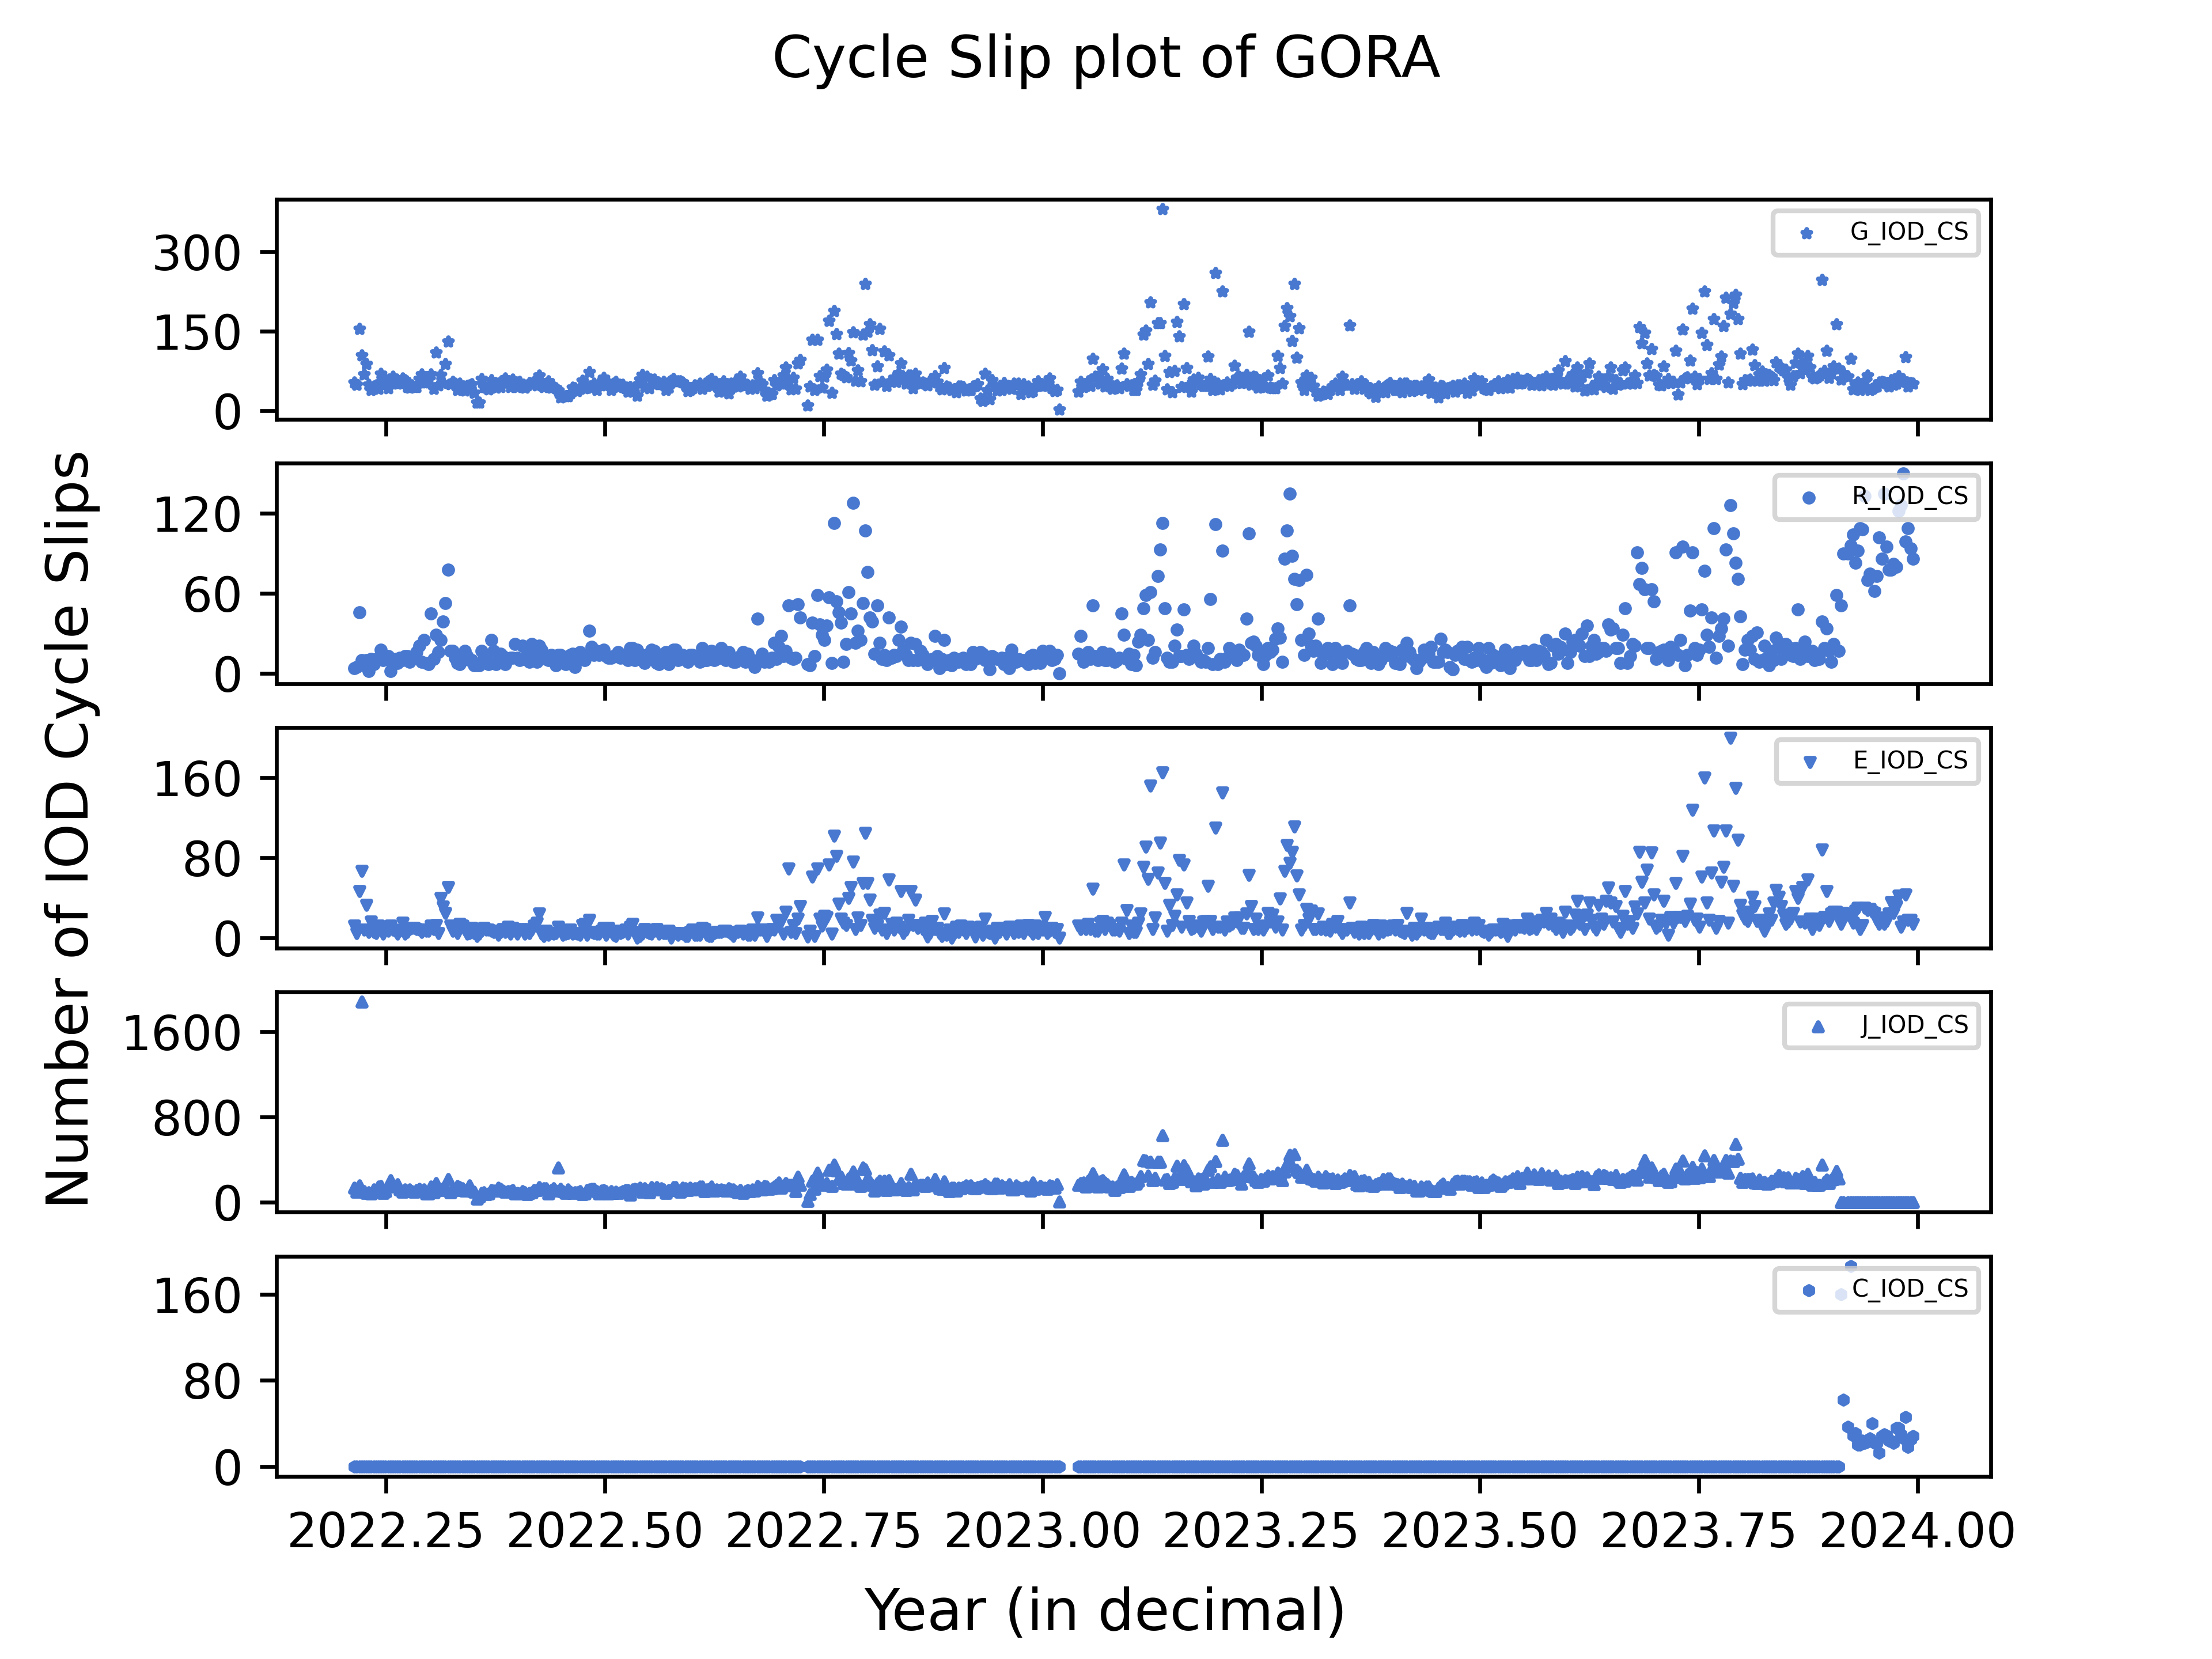 Cycle Slip plot of GORA
Number of IOD Cycle Slips
300
150
0
G_IOD_CS
120
60
0
R_IOD_CS
160
80
0
E_IOD_CS
1600
800
0
J_IOD_CS
160
80
0
C_IOD_CS
2022.25 2022.50 2022.75 2023.00 2023.25 2023.50 2023.75 2024.00
Year (in decimal)